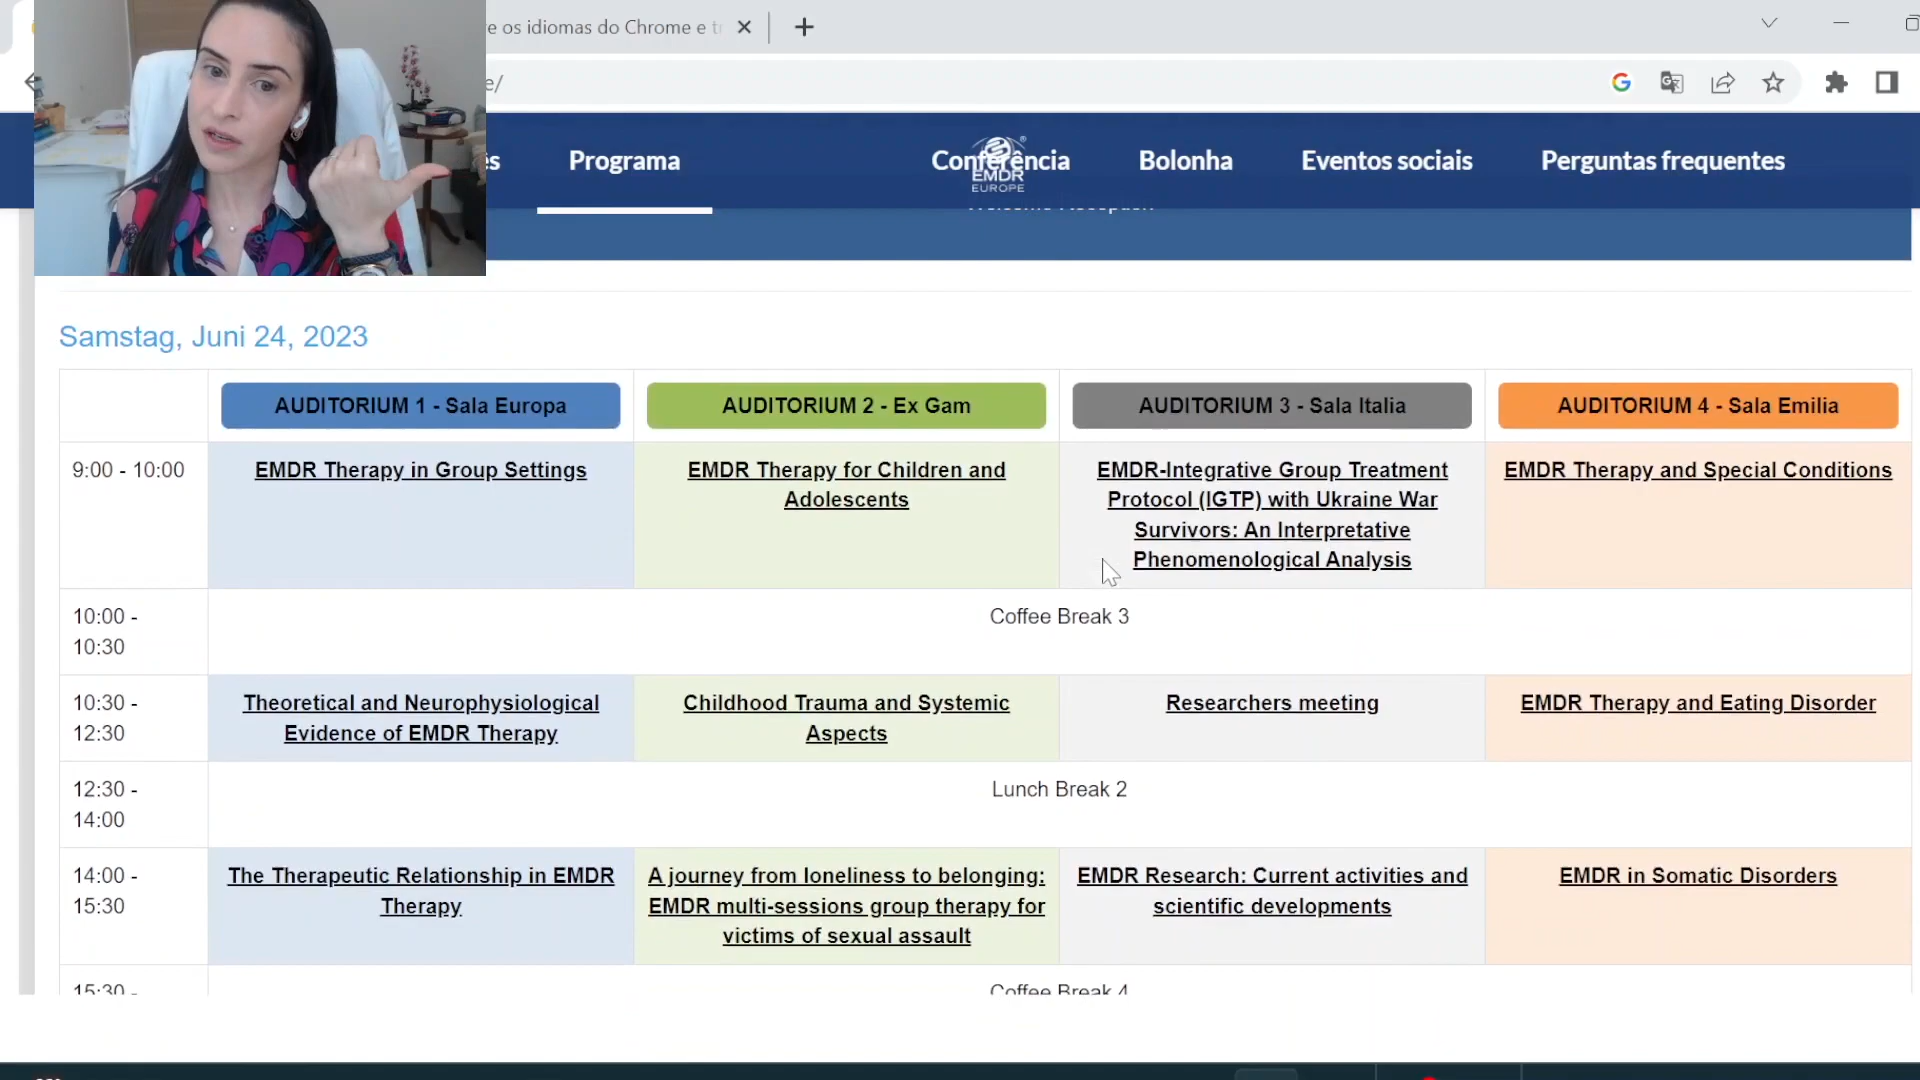 e os idiomas do Chrome e
e/
Programa
Conferência
Bolonha
Eventos sociais
Perguntas frequentes
EMDR
EUROPE
Samstag, Juni 24, 2023
AUDITORIUM 1 - Sala Europa
AUDITORIUM 2 - Ex Gam
AUDITORIUM 3 - Sala Italia
AUDITORIUM 4 - Sala Emilia
9:00 - 10:00
EMDR Therapy in Group Settings
EMDR Therapy for Children and
Adolescents
EMDR-Integrative Group Treatment
Protocol (IGTP) with Ukraine War
Survivors: An Interpretative
Phenomenological Analysis
EMDR Therapy and Special Conditions
10:00 -
10:30
Coffee Break 3
10:30 -
12:30
Theoretical and Neurophysiological
Evidence of EMDR Therapy
Childhood Trauma and Systemic
Aspects
Researchers meeting
EMDR Therapy and Eating Disorder
12:30 -
14:00
Lunch Break 2
14:00 -
15:30
The Therapeutic Relationship in EMDR
Therapy
A journey from loneliness to belonging:
EMDR multi-sessions group therapy for
victims of sexual assault
EMDR Research: Current activities and
scientific developments
EMDR in Somatic Disorders
15:30 -
Coffee Break 4